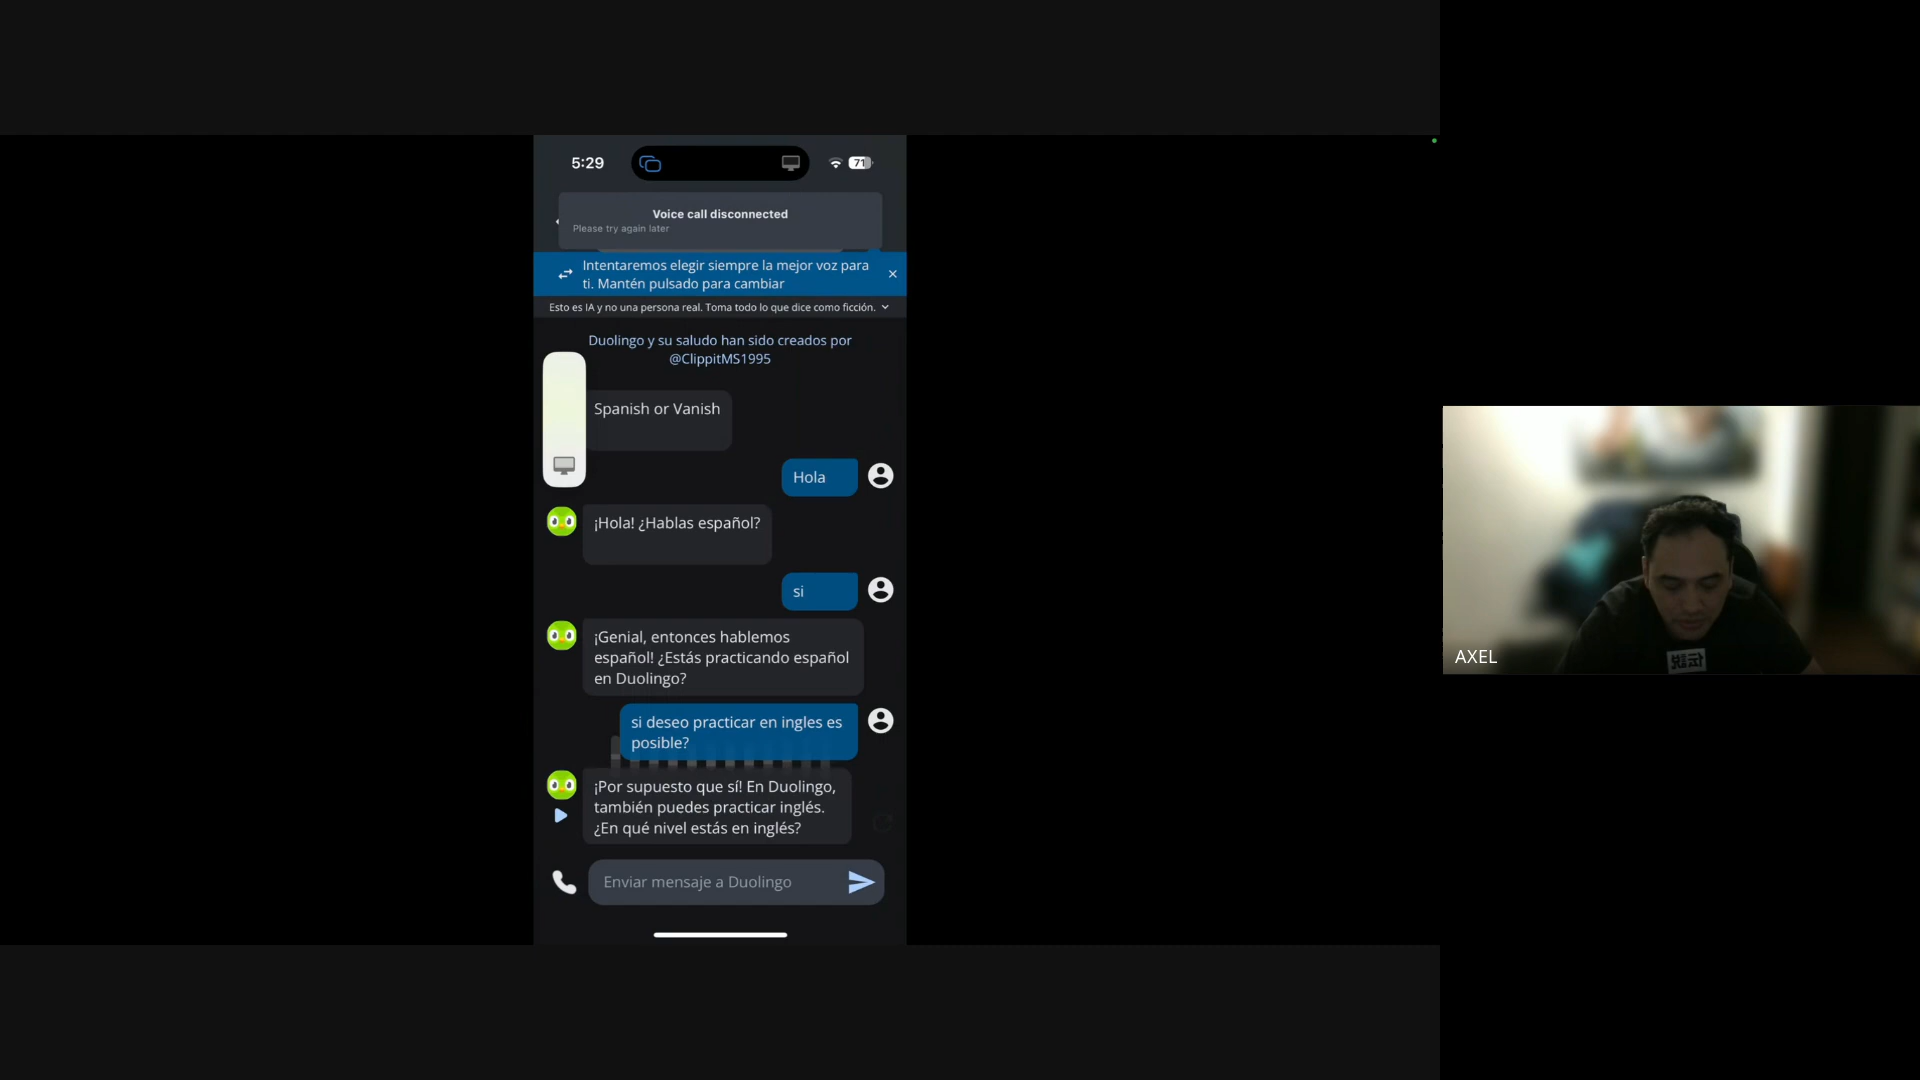 5:29
71
Voice call disconnected
Please try again later
Intentaremos elegir siempre la mejor voz para
ti. Mantén pulsado para cambiar
Esto es IA y no una persona real. Toma todo lo que dice como ficción.
Duolingo y su saludo han sido creados por
@ClippitMS1995
Spanish or Vanish
Hola
¡Hola! ¿Hablas español?
si
¡Genial, entonces hablemos
español! ¿Estás practicando español
en Duolingo?
si deseo practicar en ingles es
posible?
¡Por supuesto que sí! En Duolingo,
también puedes practicar inglés.
¿En qué nivel estás en inglés?
Enviar mensaje a Duolingo
AXEL